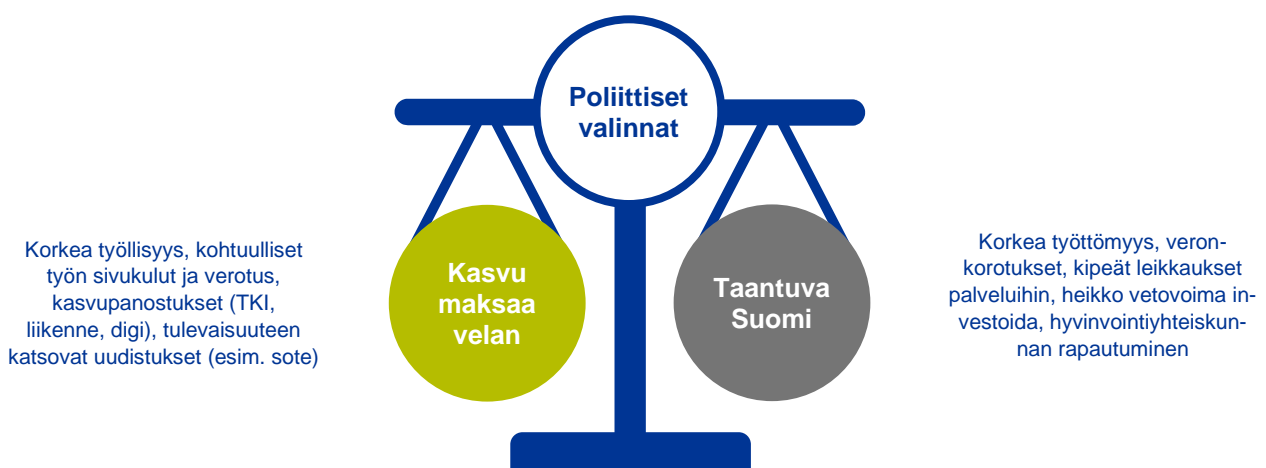 Poliittiset
valinnat
Korkea työllisyys, kohtuulliset
työn sivukulut ja verotus,
kasvupanostukset (TKI,
liikenne, digi), tulevaisuuteen
katsovat uudistukset (esim. sote)
Kasvu
maksaa
velan
Taantuva
Suomi
Korkea työttömyys, veron-
korotukset, kipeät leikkaukset
palveluihin, heikko vetovoima in-
vestoida, hyvinvointiyhteiskun-
nan rapautuminen